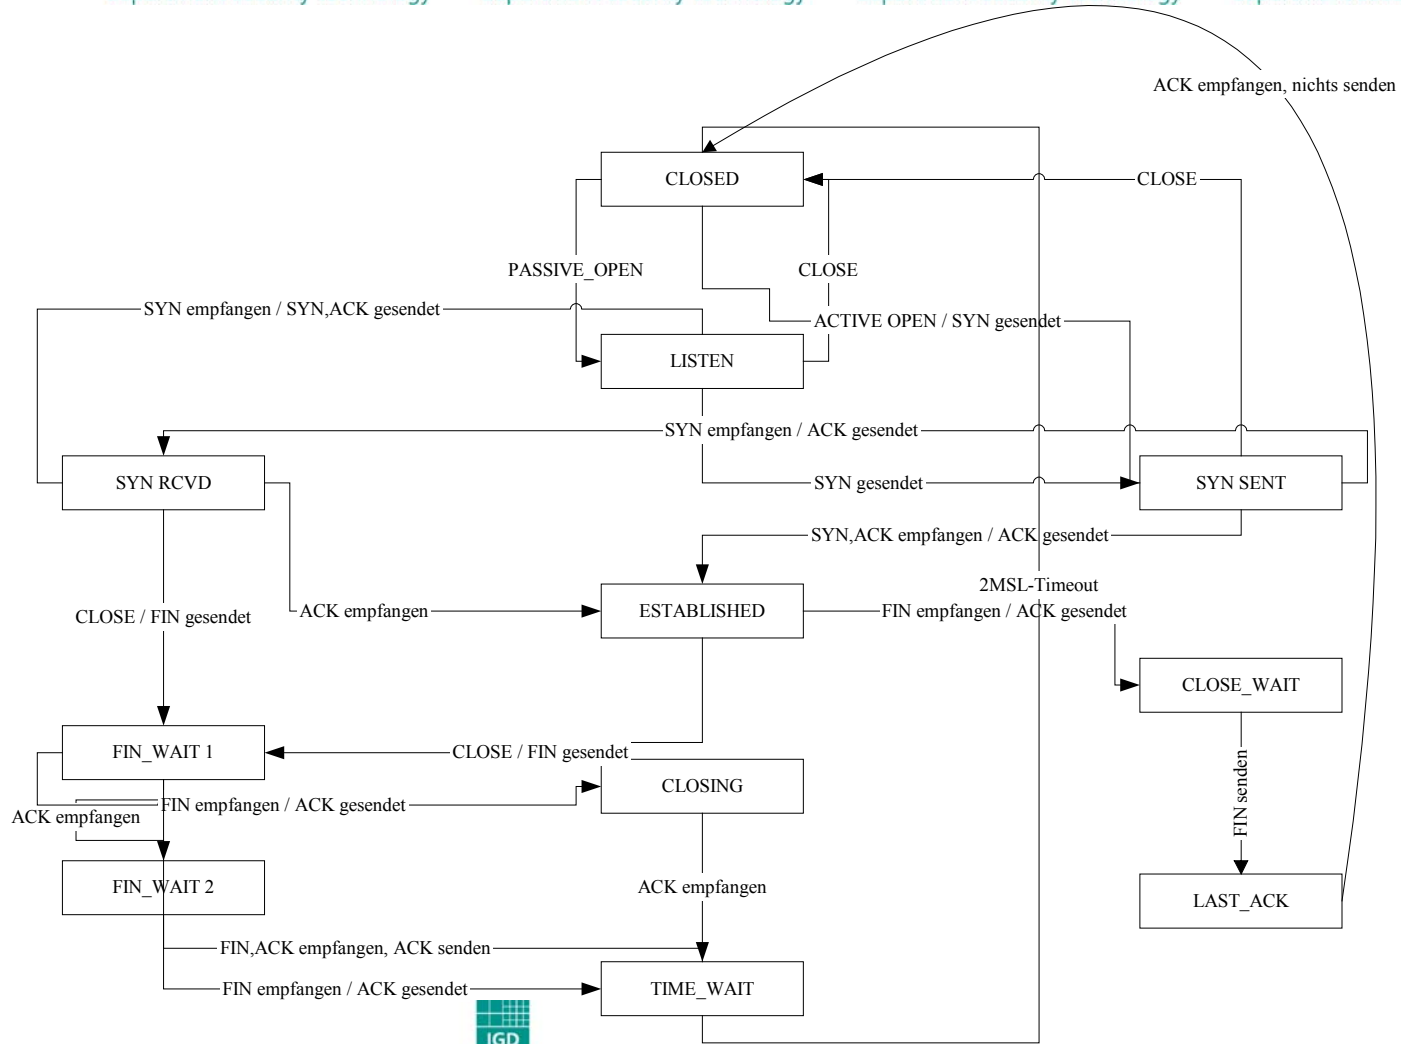 ACK empfangen, nichts senden
CLOSED
CLOSE
PASSIVE_OPEN
CLOSE
SYN empfangen / SYN,ACK gesendet
ACTIVE OPEN / SYN gesendet
LISTEN
SYN empfangen / ACK gesendet
SYN RCVD
SYN gesendet
SYN SENT
SYN,ACK empfangen / ACK gesendet
2MSL-Timeout
CLOSE / FIN gesendet
ACK empfangen
ESTABLISHED
FIN empfangen / ACK gesendet
CLOSE_WAIT
FIN_WAIT 1
CLOSE / FIN gesendet
CLOSING
FIN empfangen / ACK gesendet
ACK empfangen
FIN senden
FIN_WAIT 2
ACK empfangen
LAST_ACK
FIN,ACK empfangen, ACK senden
FIN empfangen / ACK gesendet
TIME_WAIT
IGD